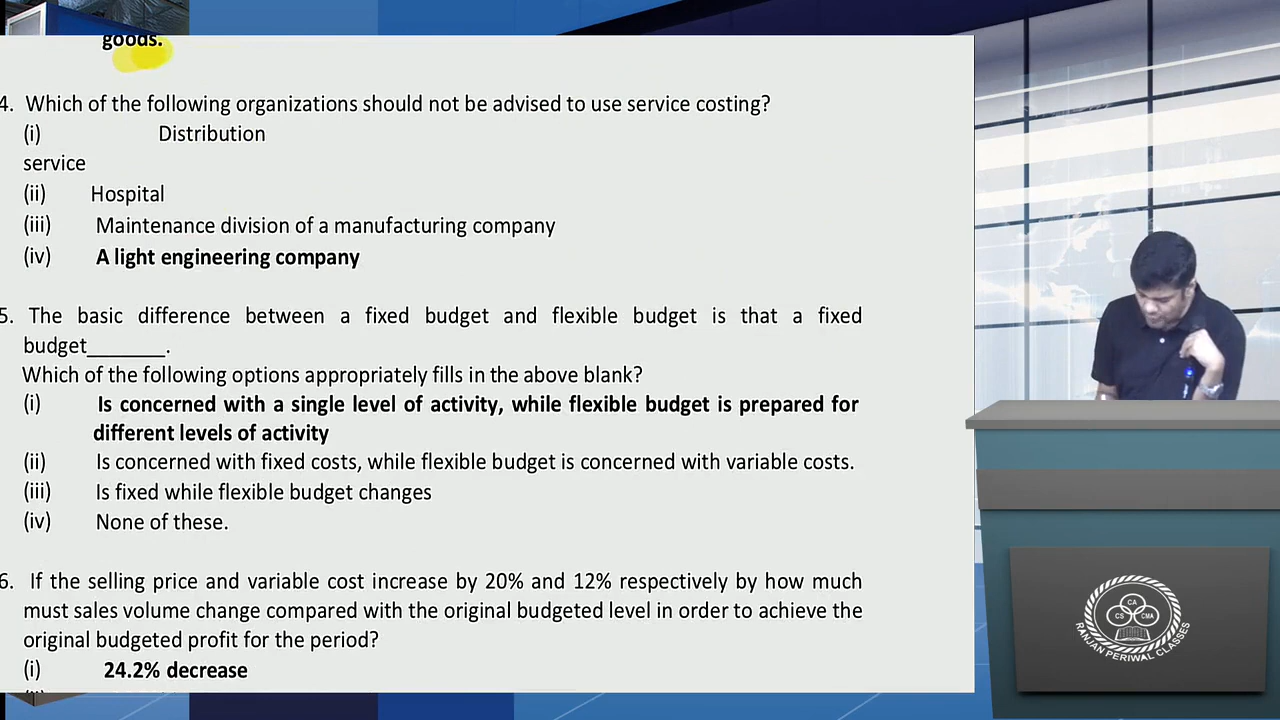 goods.
4. Which of the following organizations should not be advised to use service costing?
(i) Distribution
service
(ii) Hospital
(iii) Maintenance division of a manufacturing company
(iv) A light engineering company
5. The basic difference between a fixed budget and flexible budget is that a fixed
budget_______.
Which of the following options appropriately fills in the above blank?
(i) Is concerned with a single level of activity, while flexible budget is prepared for
different levels of activity
(ii) Is concerned with fixed costs, while flexible budget is concerned with variable costs.
(iii) Is fixed while flexible budget changes
(iv) None of these.
6. If the selling price and variable cost increase by 20% and 12% respectively by how much
must sales volume change compared with the original budgeted level in order to achieve the
original budgeted profit for the period?
(i) 24.2% decrease
CA
CS CMA
RANJAN PERIWAL CLASSES